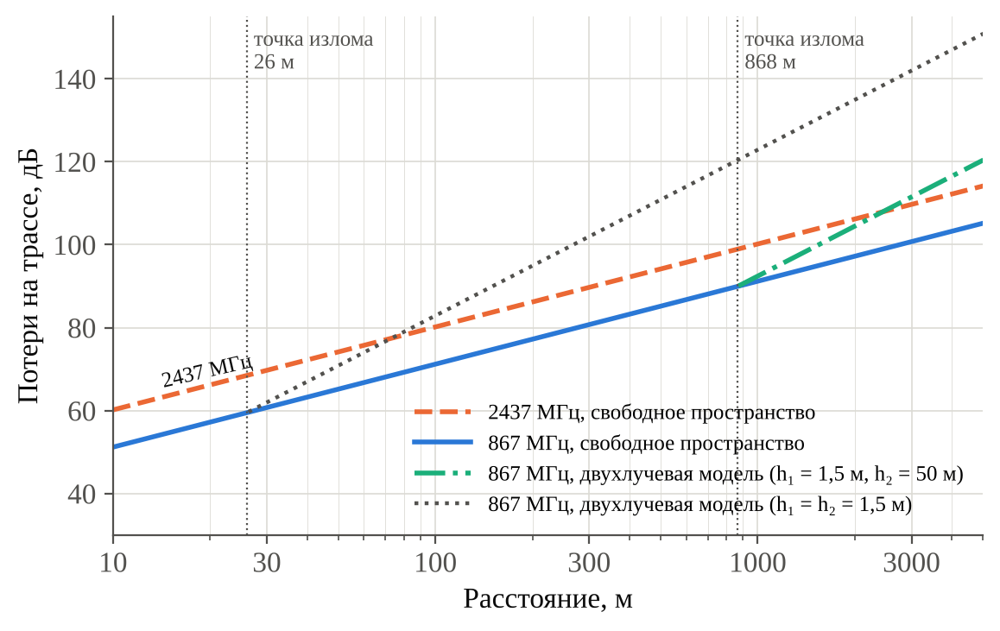 точка излома
26 м
точка излома
868 м
Потери на трассе, дБ
140
120
100
80
60
40
2437 МГц
2437 МГц, свободное пространство
867 МГц, свободное пространство
867 МГц, двухлучевая модель (h₁ = 1,5 м, h₂ = 50 м)
867 МГц, двухлучевая модель (h₁ = h₂ = 1,5 м)
10 30 100 300 1000 3000
Расстояние, м